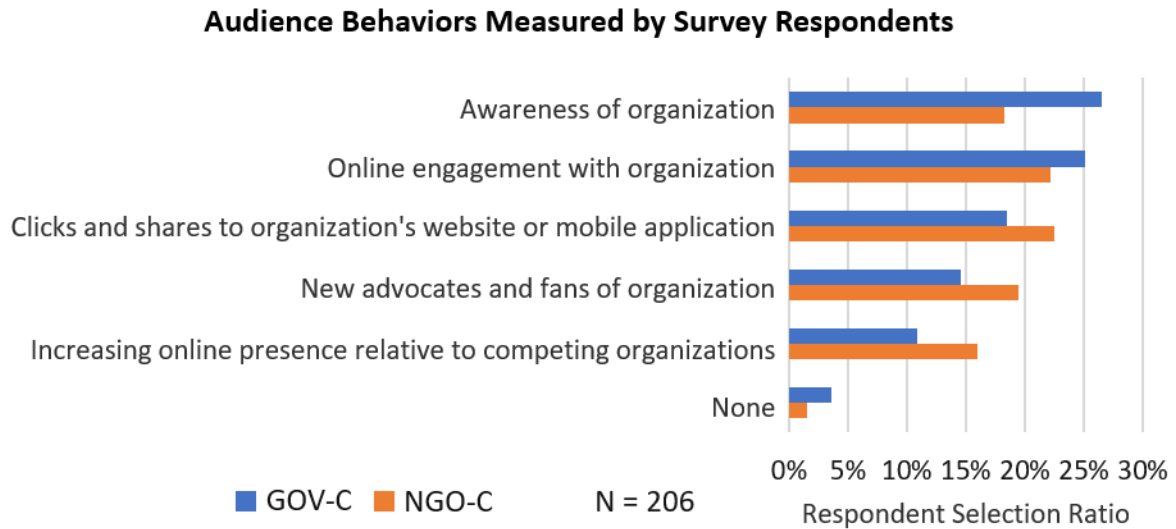 Audience Behaviors Measured by Survey Respondents
Awareness of organization
Online engagement with organization
Clicks and shares to organization's website or mobile application
New advocates and fans of organization
Increasing online presence relative to competing organizations
None
0% 5% 10% 15% 20% 25% 30%
GOV-C NGO-C N = 206
Respondent Selection Ratio